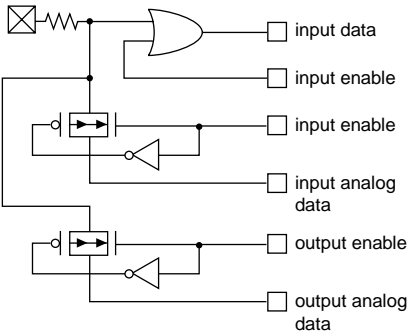 input data
input enable
input enable
input analog
data
output enable
output analog
data